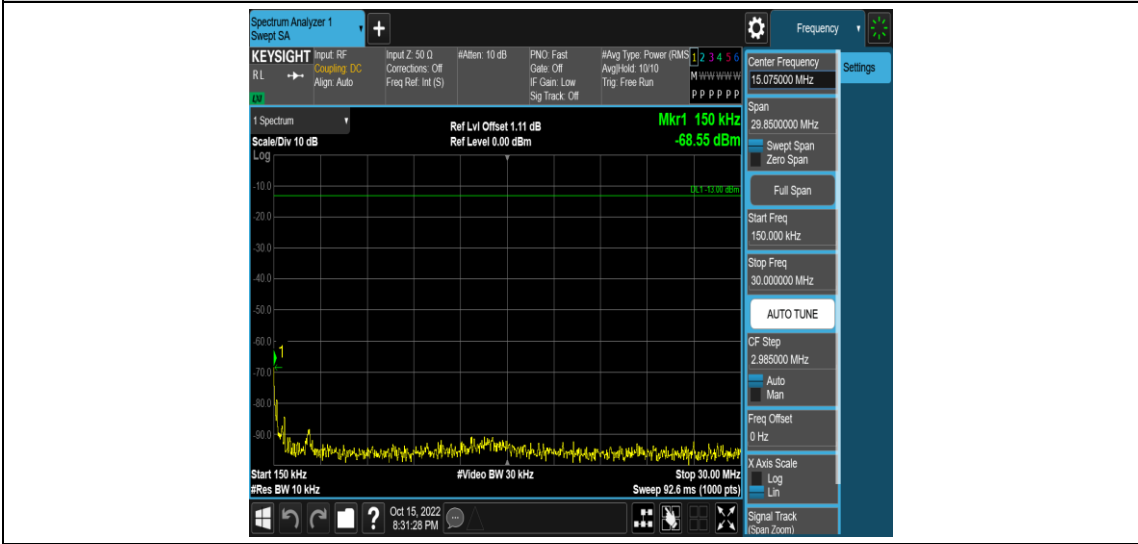 Spectrum Analyzer 1
Swept SA
+
Frequency
KEYSIGHT
RL
LXI
Input: RF
Coupling: DC
Align: Auto
Input Z: 50 Ω
Corrections: Off
Freq Ref: Int (S)
#Atten: 10 dB
PNO: Fast
Gate: Off
IF Gain: Low
Sig Track: Off
#Avg Type: Power (RMS
Avg|Hold: 10/10
Trig: Free Run
1 2 3 4 5 6
M W W W W W
P P P P P P
1 Spectrum
Scale/Div 10 dB
Log
Ref Lvl Offset 1.11 dB
Ref Level 0.00 dBm
Mkr1 150 kHz
-68.55 dBm
DL1 -13.00 dBm
-10.0
-20.0
-30.0
-40.0
-50.0
-60.0
1
-70.0
-80.0
-90.0
Start 150 kHz
#Res BW 10 kHz
#Video BW 30 kHz
Stop 30.00 MHz
Sweep 92.6 ms (1000 pts)
?
Oct 15, 2022
8:31:28 PM
Center Frequency
15.075000 MHz
Settings
Span
29.8500000 MHz
Swept Span
Zero Span
Full Span
Start Freq
150.000 kHz
Stop Freq
30.000000 MHz
AUTO TUNE
CF Step
2.985000 MHz
Auto
Man
Freq Offset
0 Hz
X Axis Scale
Log
Lin
Signal Track
(Span Zoom)